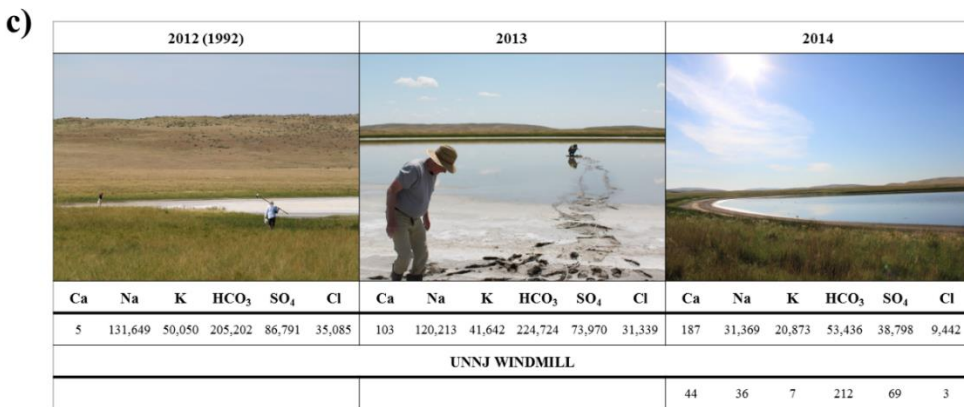 c)
2012 (1992) 2013 2014
Ca Na K HCO₃ SO₄ Cl Ca Na K HCO₃ SO₄ Cl Ca Na K HCO₃ SO₄ Cl
5 131,649 50,050 205,202 86,791 35,085 103 120,213 41,642 224,724 73,970 31,339 187 31,369 20,873 53,436 38,798 9,442
UNNJ WINDMILL
44 36 7 212 69 3